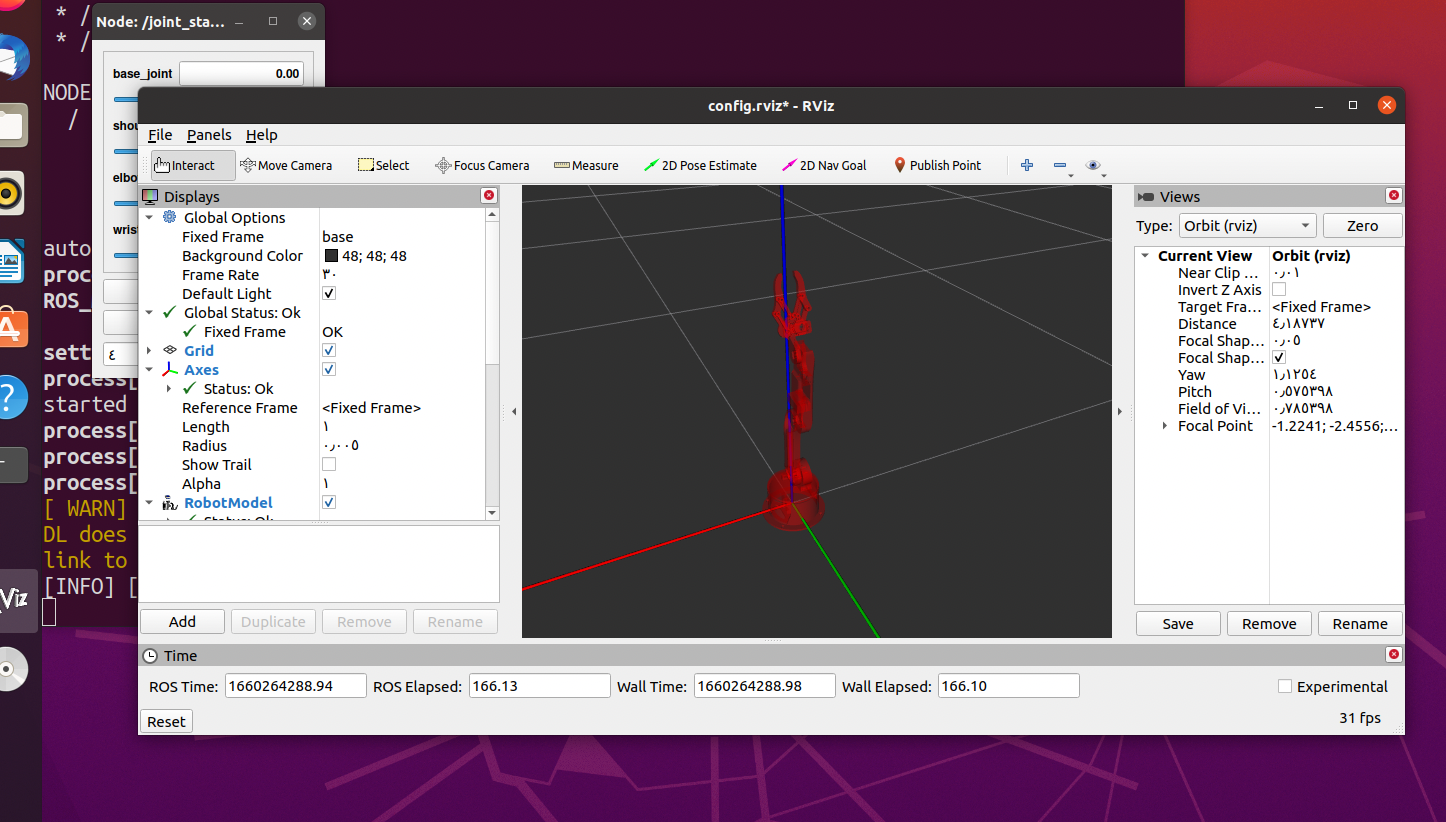 * /
* /
NODE
/
auto
proc
ROS_
sett
process[
started
process[
process[
process[
[ WARN]
DL does
link to
[INFO] [
Node: /joint_sta...
base_joint 0.00
shou
elbo
wris
٤
config.rviz* - RViz
File Panels Help
Interact Move Camera Select Focus Camera Measure 2D Pose Estimate 2D Nav Goal Publish Point
Displays
Global Options
Fixed Frame base
Background Color 48; 48; 48
Frame Rate ٣٠
Default Light
Global Status: Ok
Fixed Frame OK
Grid
Axes
Status: Ok
Reference Frame <Fixed Frame>
Length ١
Radius ٠٫٠٠٥
Show Trail
Alpha ١
RobotModel
Status: Ok
Add Duplicate Remove Rename
Views
Type: Orbit (rviz) Zero
Current View Orbit (rviz)
Near Clip ... ٠٫٠١
Invert Z Axis
Target Fra... <Fixed Frame>
Distance ٤٫١٨٧٣٧
Focal Shap... ٠٫٠٥
Focal Shap...
Yaw ١٫١٢٥٤
Pitch ٠٫٥٧٥٣٩٨
Field of Vi... ٠٫٧٨٥٣٩٨
Focal Point -1.2241; -2.4556;...
Save Remove Rename
Time
ROS Time: 1660264288.94 ROS Elapsed: 166.13 Wall Time: 1660264288.98 Wall Elapsed: 166.10 Experimental
Reset 31 fps
Viz